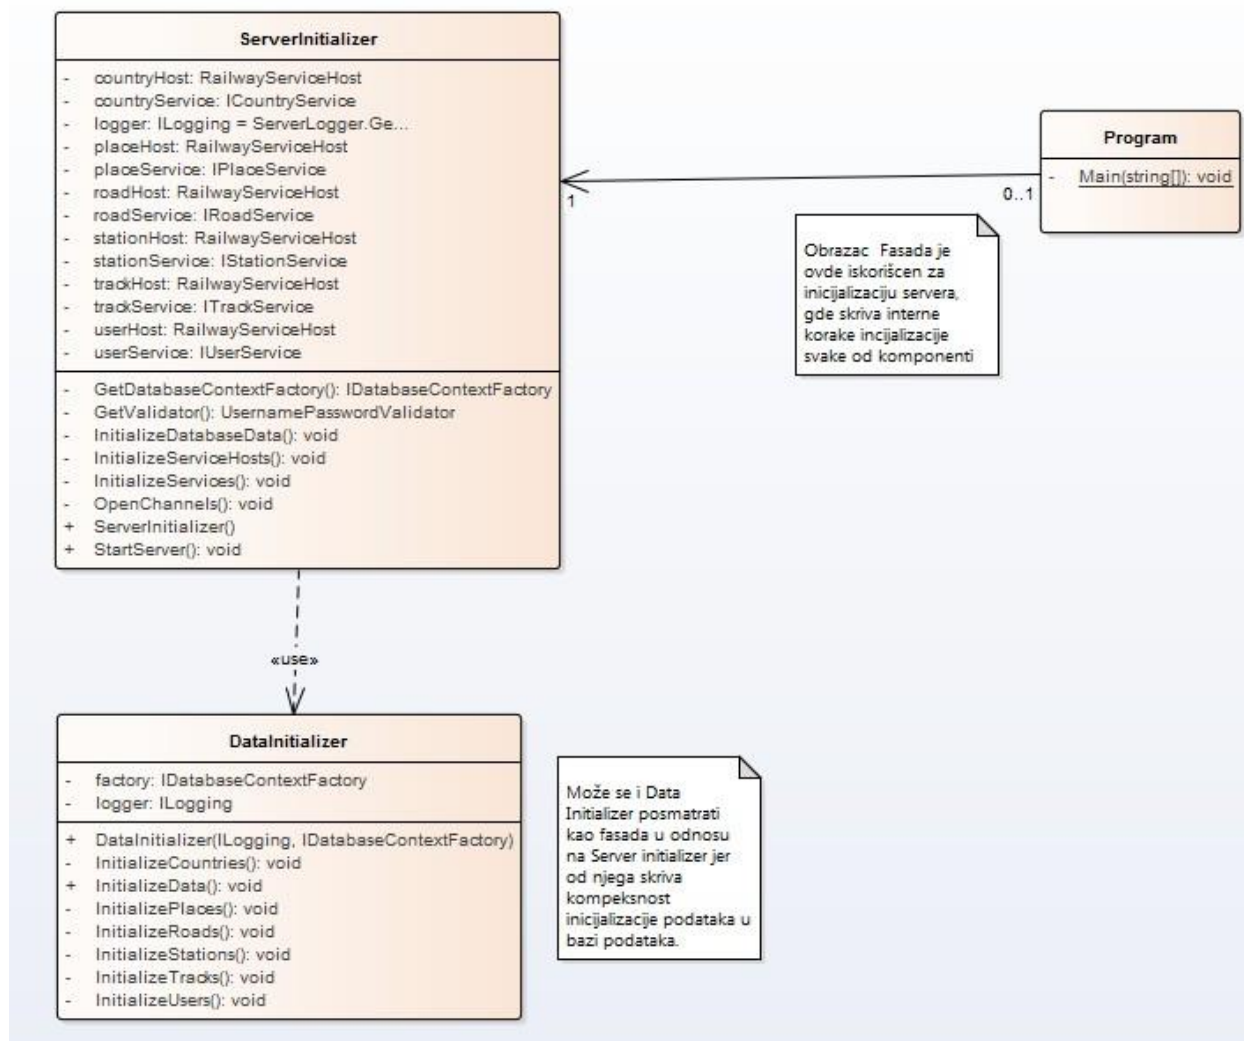 ServerInitializer
- countryHost: RailwayServiceHost
- countryService: ICountryService
- logger: ILogging = ServerLogger.Ge...
- placeHost: RailwayServiceHost
- placeService: IPlaceService
- roadHost: RailwayServiceHost
- roadService: IRoadService
- stationHost: RailwayServiceHost
- stationService: IStationService
- trackHost: RailwayServiceHost
- trackService: ITrackService
- userHost: RailwayServiceHost
- userService: IUserService
- GetDatabaseContextFactory(): IDatabaseContextFactory
- GetValidator(): UsernamePasswordValidator
- InitializeDatabaseData(): void
- InitializeServiceHosts(): void
- InitializeServices(): void
- OpenChannels(): void
+ ServerInitializer()
+ StartServer(): void
1
0..1
Program
- Main(string[]): void
Obrazac Fasada je
ovde iskorišcen za
inicijalizaciju servera,
gde skriva interne
korake incijalizacije
svake od komponenti
«use»
DataInitializer
- factory: IDatabaseContextFactory
- logger: ILogging
+ DataInitializer(ILogging, IDatabaseContextFactory)
- InitializeCountries(): void
+ InitializeData(): void
- InitializePlaces(): void
- InitializeRoads(): void
- InitializeStations(): void
- InitializeTracks(): void
- InitializeUsers(): void
Može se i Data
Initializer posmatrati
kao fasada u odnosu
na Server initializer jer
od njega skriva
kompeksnost
inicijalizacije podataka u
bazi podataka.